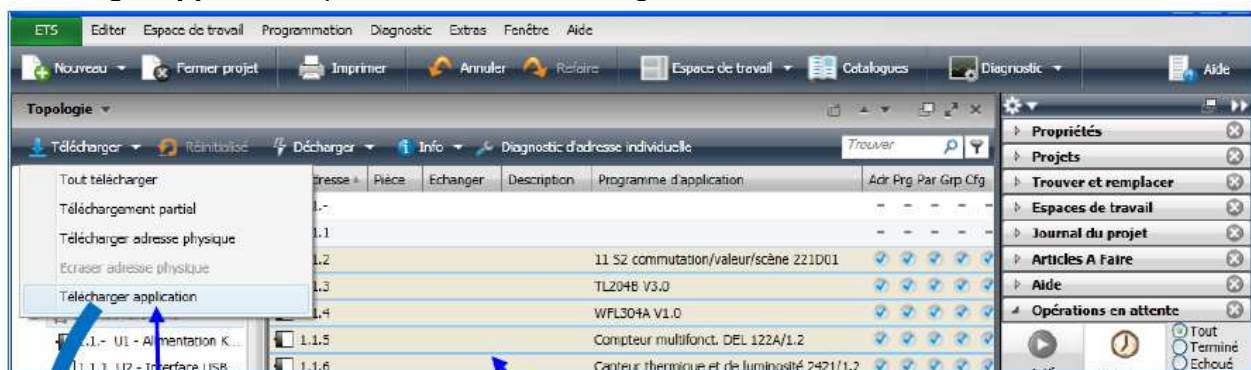 ETS Editer Espace de travail Programmation Diagnostic Extras Fenêtre Aide
Nouveau Fermer projet Imprimer Annuler Refaire Espace de travail Catalogues Diagnostic Aide
Topologie
Télécharger Réinitialisé Décharger Info Diagnostic d'adresse individuelle Trouver
Propriétés
Projets
Tout télécharger
Adresse Pièce Echanger Description Programme d'application Adr Prg Par Grp Cfg
Trouver et remplacer
Téléchargement partiel
1.- - - - - -
Espaces de travail
Télécharger adresse physique
1.1 - - - - -
Journal du projet
Ecraser adresse physique
1.2 11 S2 commutation/valeur/scène 221D01
Articles A Faire
Télécharger application
1.3 TL204B V3.0
Aide
1.4 WFL304A V1.0
Opérations en attente
1.1.- U1 - Alimentation K...
1.1.5 Compteur multifonct. DEL 122A/1.2
Tout
Terminé
1.1.1 U2 - Interface USB
1.1.6 Capteur thermique et de luminosité 2421/1.2
Echoué